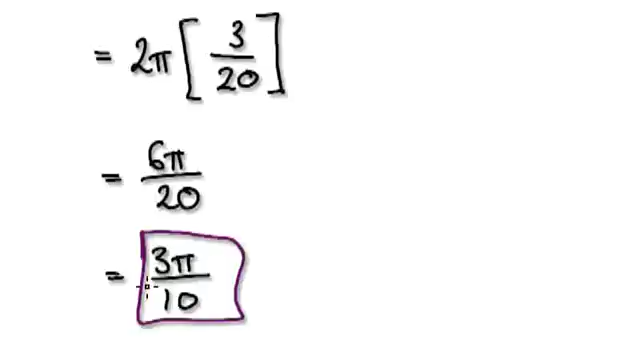 = 2π [ 3/20 ]
= 6π/20
= 3π/10